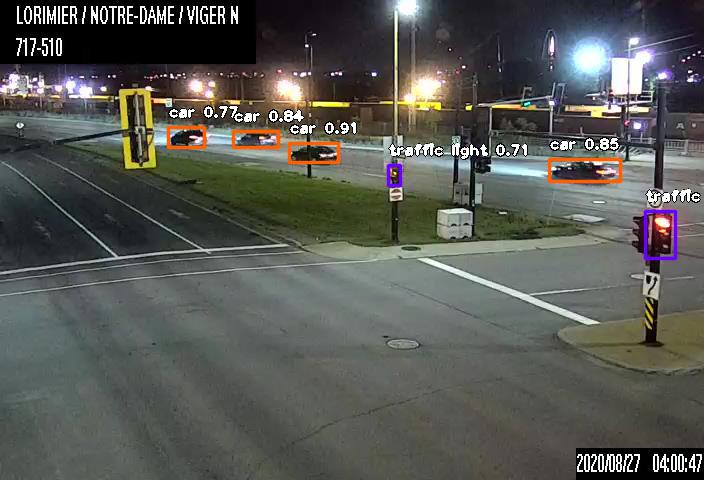 LORIMIER / NOTRE-DAME / VIGER N
717-510
car 0.77
car 0.84
car 0.91
traffic light 0.71
car 0.85
traffic
2020/08/27 04:00:47